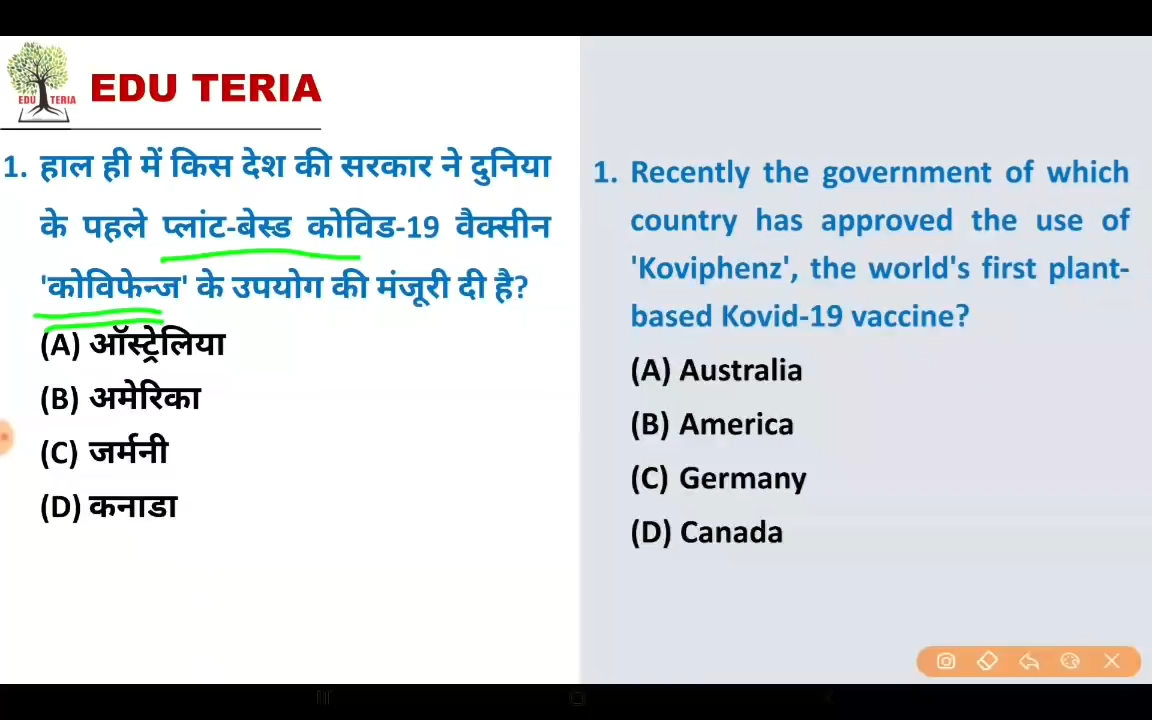 EDU TERIA
EDU TERIA
1. हाल ही में किस देश की सरकार ने दुनिया
के पहले प्लांट-बेस्ड कोविड-19 वैक्सीन
'कोविफेन्ज' के उपयोग की मंजूरी दी है?
(A) ऑस्ट्रेलिया
(B) अमेरिका
(C) जर्मनी
(D) कनाडा
1. Recently the government of which
country has approved the use of
'Koviphenz', the world's first plant-
based Kovid-19 vaccine?
(A) Australia
(B) America
(C) Germany
(D) Canada